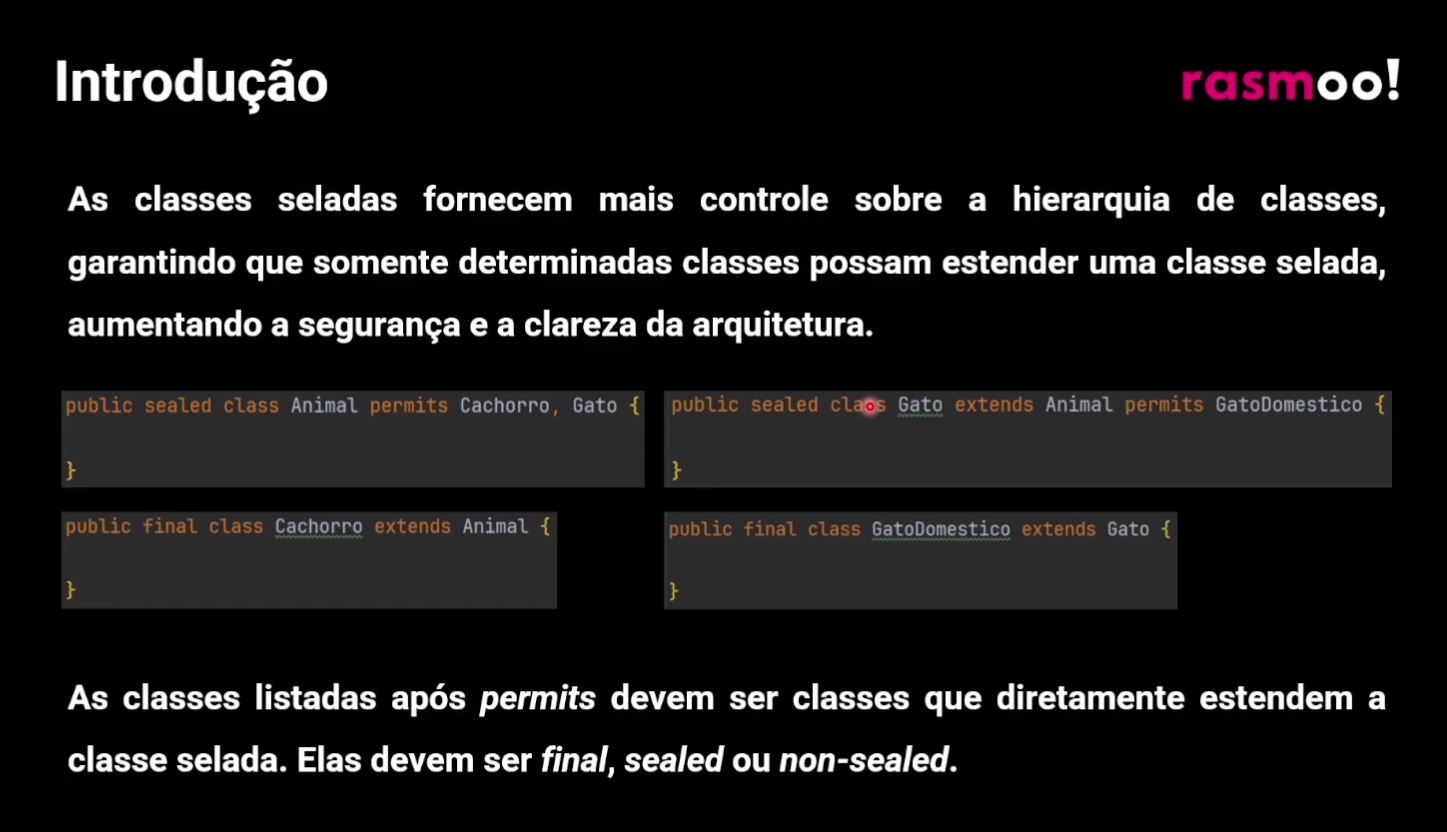 Introdução
rasmoo!
As classes seladas fornecem mais controle sobre a hierarquia de classes,
garantindo que somente determinadas classes possam estender uma classe selada,
aumentando a segurança e a clareza da arquitetura.
public sealed class Animal permits Cachorro, Gato {
}
public sealed class Gato extends Animal permits GatoDomestico {
}
public final class Cachorro extends Animal {
}
public final class GatoDomestico extends Gato {
}
As classes listadas após permits devem ser classes que diretamente estendem a
classe selada. Elas devem ser final, sealed ou non-sealed.